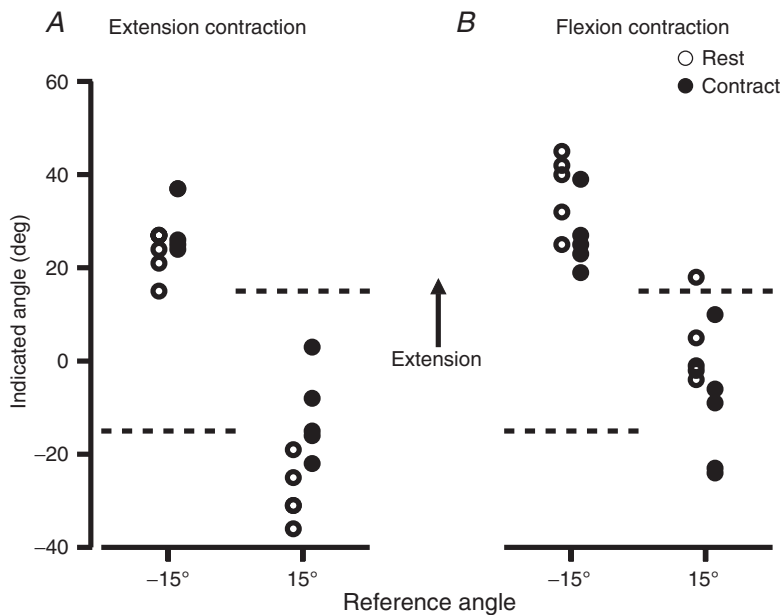 A Extension contraction
B Flexion contraction
Rest
Contract
Indicated angle (deg)
60
40
20
0
−20
−40
Extension
−15° 15° −15° 15°
Reference angle